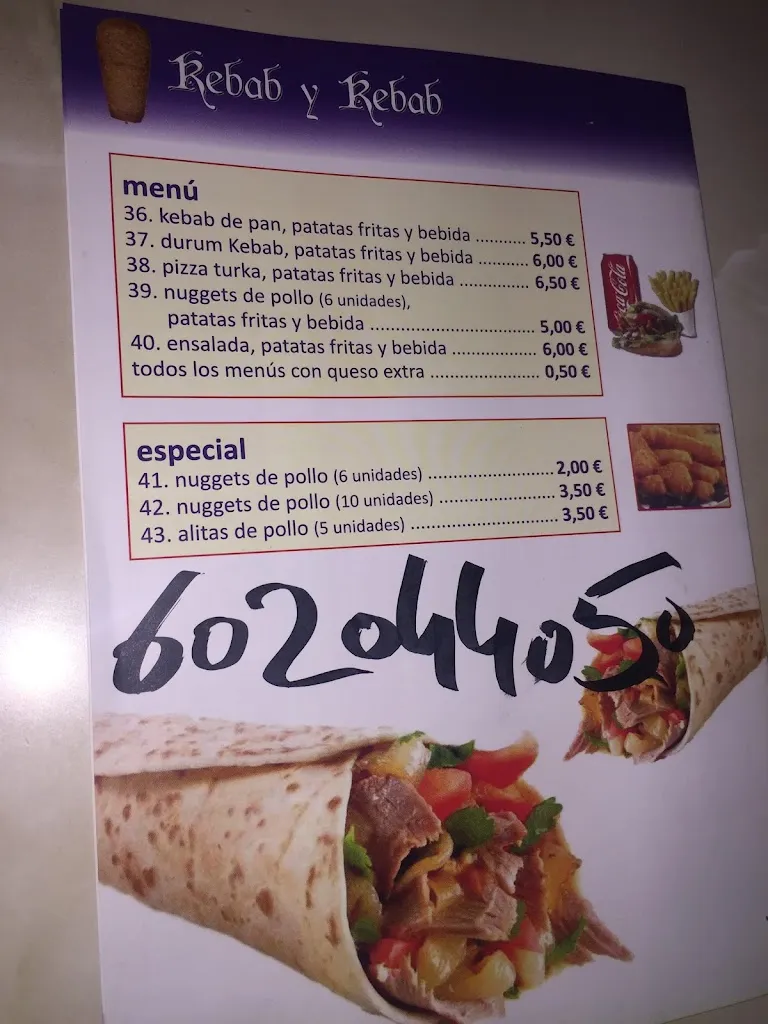 Kebab y Kebab
menú
36. kebab de pan, patatas fritas y bebida ........... 5,50 €
37. durum Kebab, patatas fritas y bebida ........... 6,00 €
38. pizza turka, patatas fritas y bebida ............... 6,50 €
39. nuggets de pollo (6 unidades),
patatas fritas y bebida ................................... 5,00 €
40. ensalada, patatas fritas y bebida .................. 6,00 €
todos los menús con queso extra ....................... 0,50 €
Coca-Cola
especial
41. nuggets de pollo (6 unidades) .......................... 2,00 €
42. nuggets de pollo (10 unidades) ........................ 3,50 €
43. alitas de pollo (5 unidades) ............................... 3,50 €
602044050